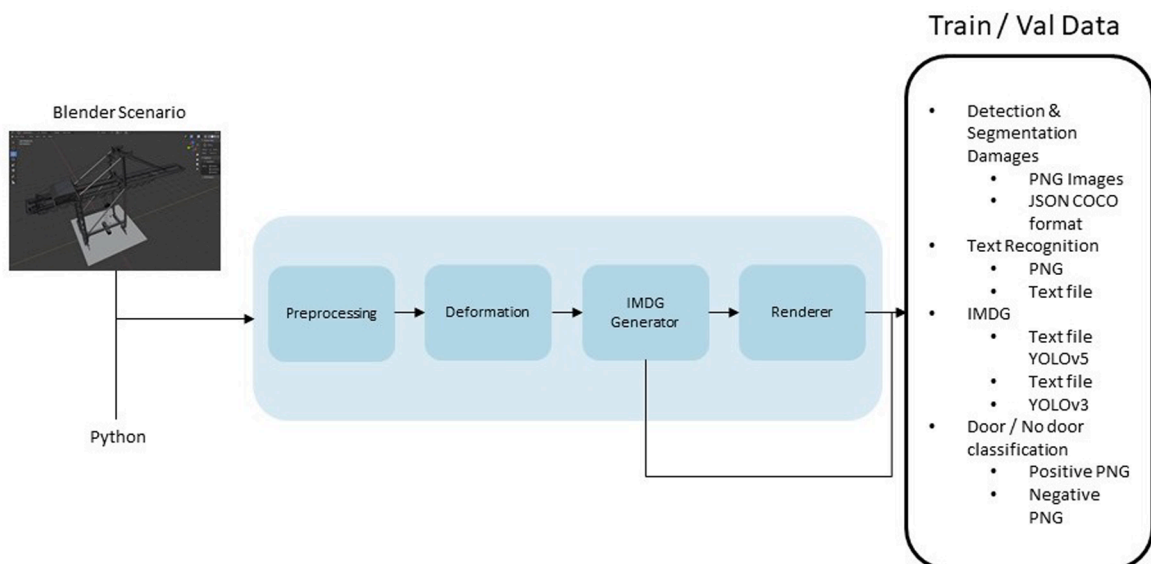 Train / Val Data
Blender Scenario
Preprocessing
Deformation
IMDG
Generator
Renderer
Python
• Detection &
Segmentation
Damages
• PNG Images
• JSON COCO
format
• Text Recognition
• PNG
• Text file
• IMDG
• Text file
YOLOv5
• Text file
• YOLOv3
• Door / No door
classification
• Positive PNG
• Negative
PNG